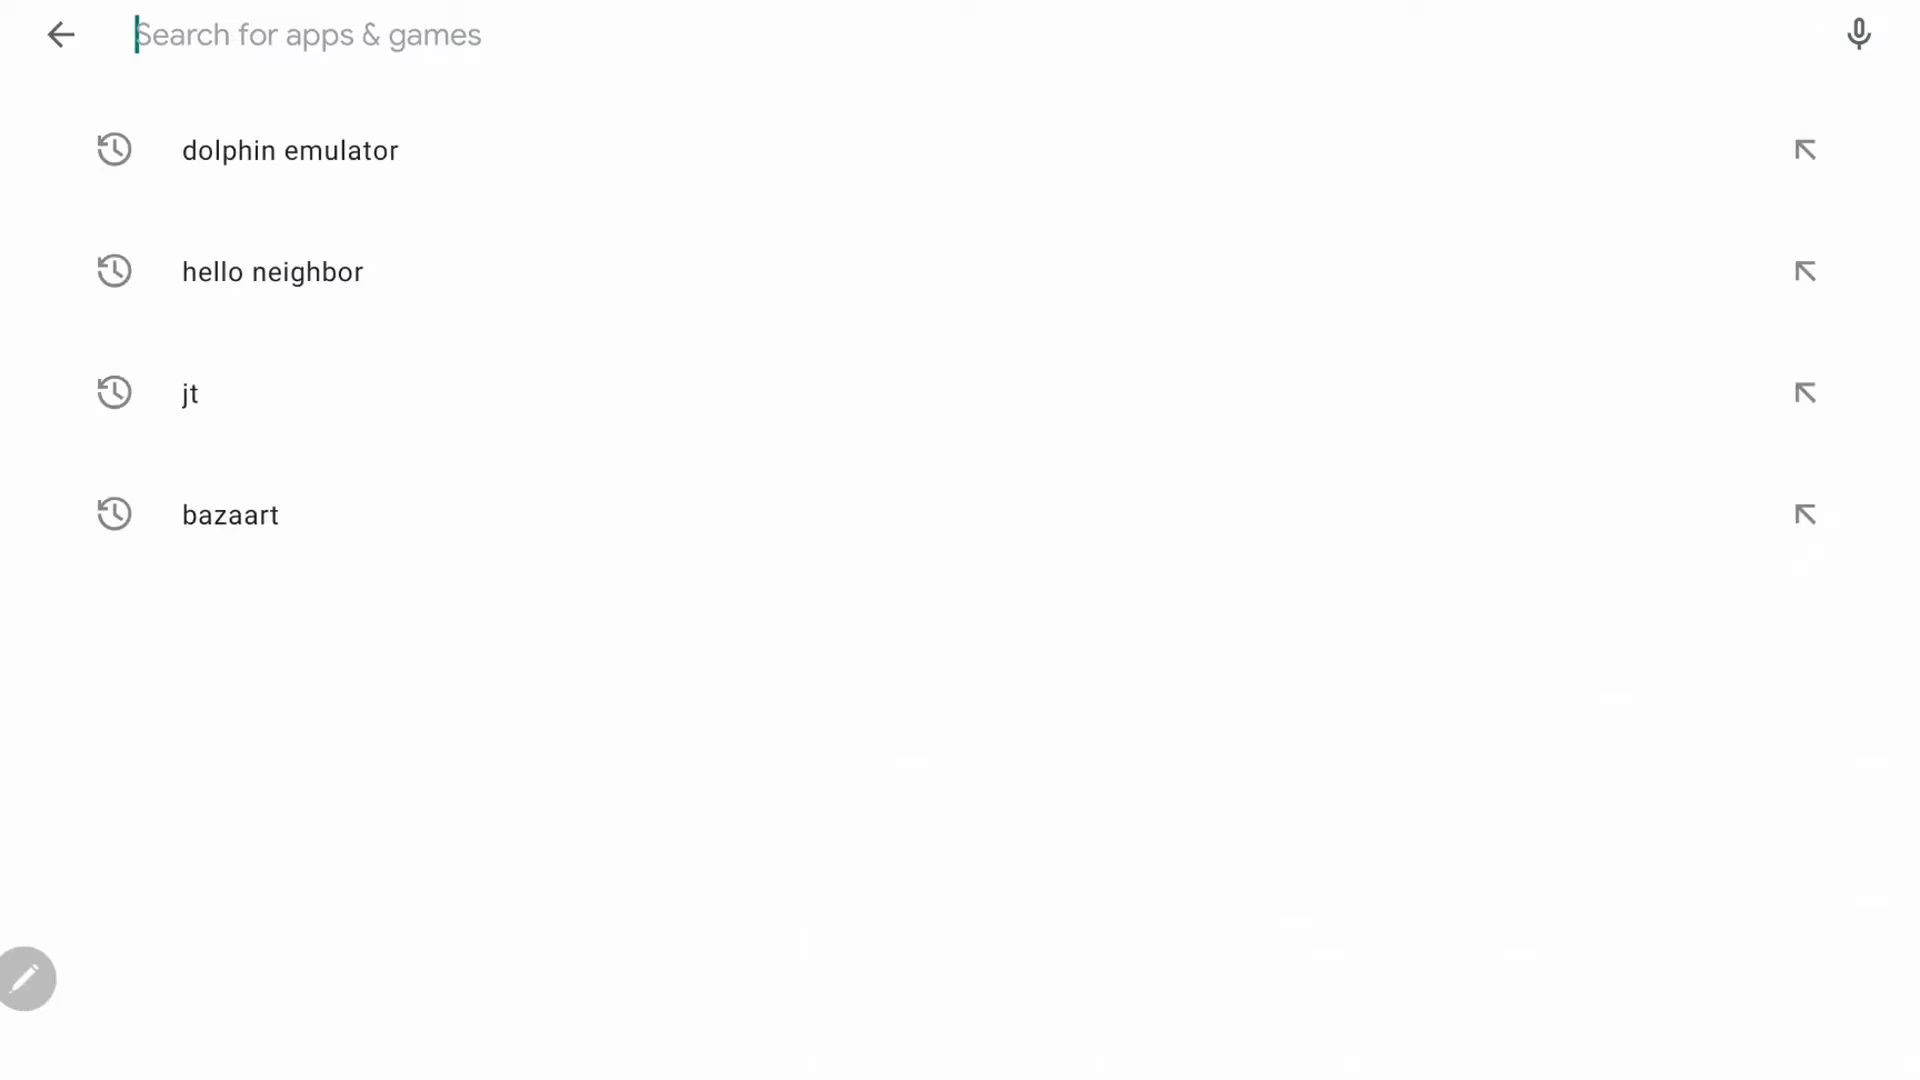 Search for apps & games
dolphin emulator
hello neighbor
jt
bazaart